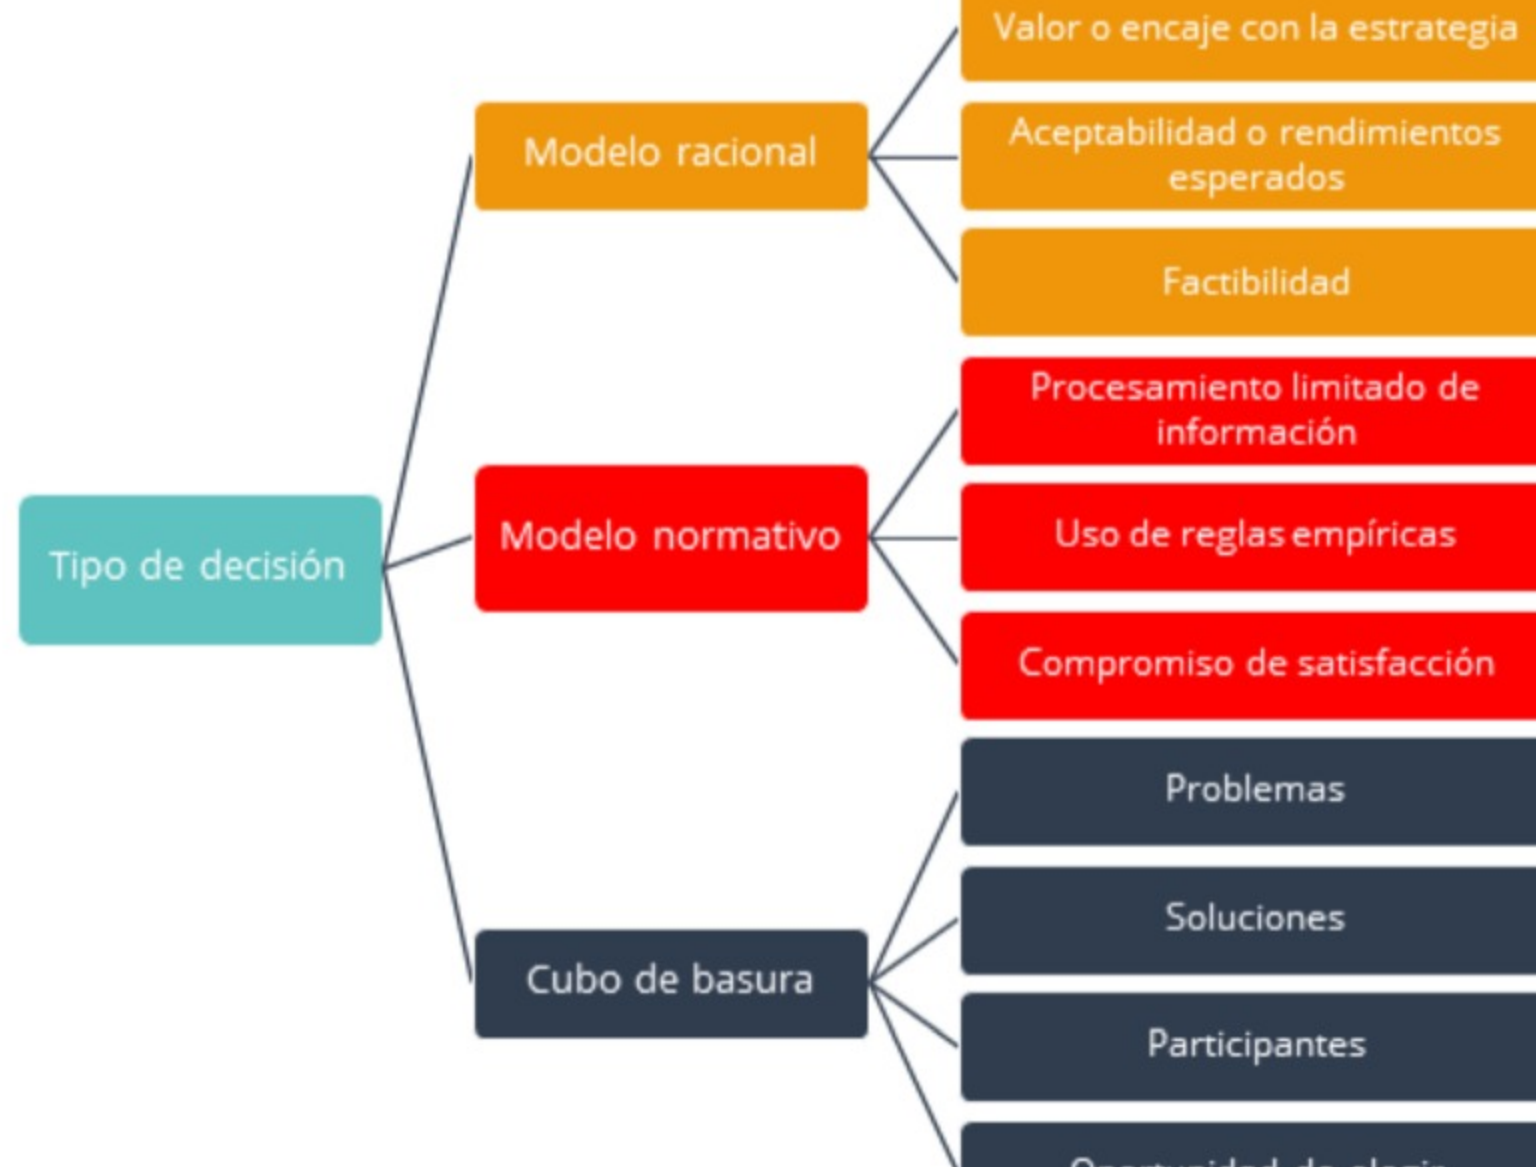 Valor o encaje con la estrategia
Modelo racional
Aceptabilidad o rendimientos
esperados
Factibilidad
Procesamiento limitado de
información
Tipo de decisión
Modelo normativo
Uso de reglas empíricas
Compromiso de satisfacción
Problemas
Soluciones
Cubo de basura
Participantes